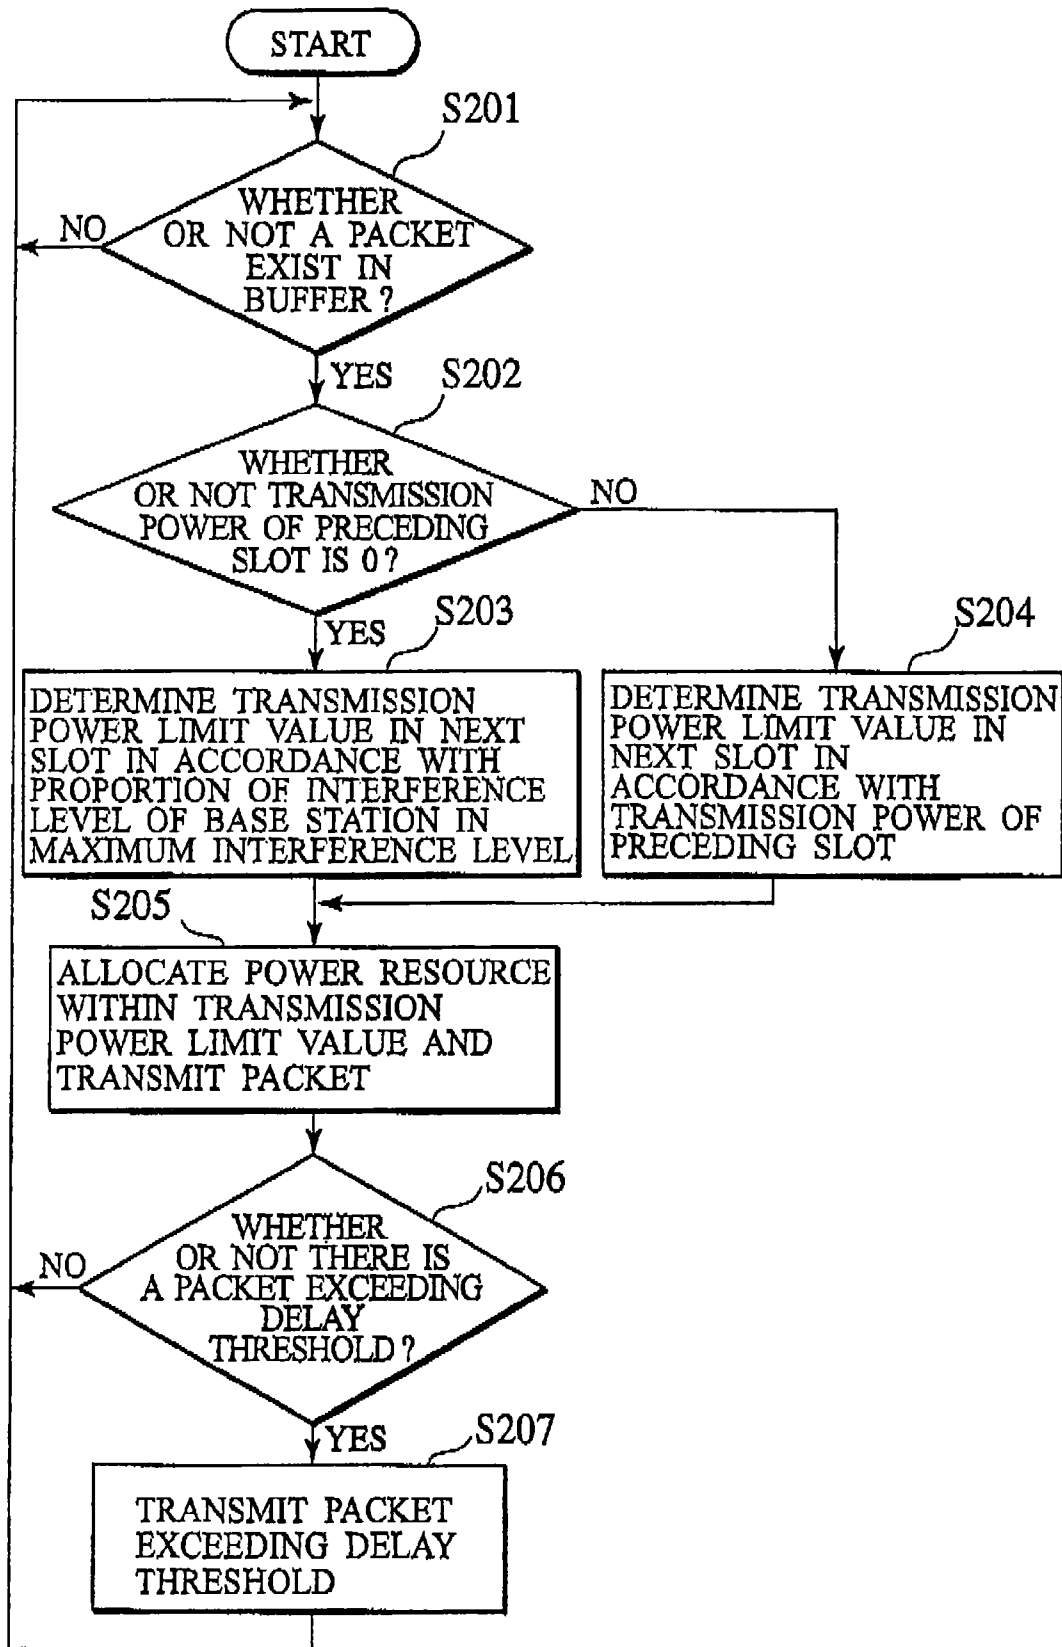 START
S201
WHETHER
OR NOT A PACKET
EXIST IN
BUFFER ?
NO
YES
S202
WHETHER
OR NOT TRANSMISSION
POWER OF PRECEDING
SLOT IS 0 ?
NO
YES
S203
DETERMINE TRANSMISSION
POWER LIMIT VALUE IN NEXT
SLOT IN ACCORDANCE WITH
PROPORTION OF INTERFERENCE
LEVEL OF BASE STATION IN
MAXIMUM INTERFERENCE LEVEL
S204
DETERMINE TRANSMISSION
POWER LIMIT VALUE IN
NEXT SLOT IN
ACCORDANCE WITH
TRANSMISSION POWER OF
PRECEDING SLOT
S205
ALLOCATE POWER RESOURCE
WITHIN TRANSMISSION
POWER LIMIT VALUE AND
TRANSMIT PACKET
S206
WHETHER
OR NOT THERE IS
A PACKET EXCEEDING
DELAY
THRESHOLD ?
NO
YES
S207
TRANSMIT PACKET
EXCEEDING DELAY
THRESHOLD